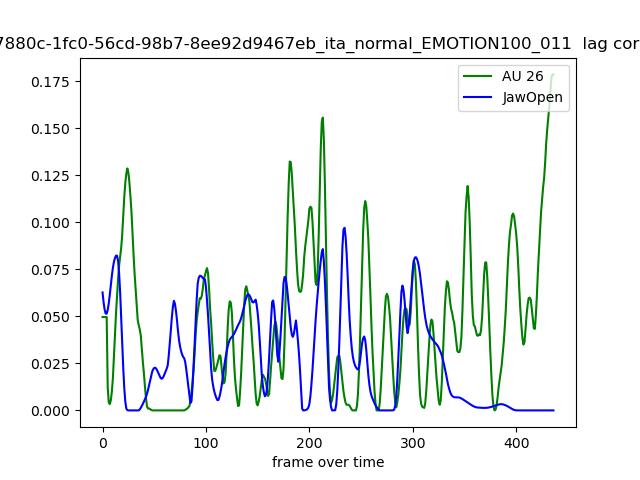 7880c-1fc0-56cd-98b7-8ee92d9467eb_ita_normal_EMOTION100_011 lag cor
AU 26
JawOpen
0.175
0.150
0.125
0.100
0.075
0.050
0.025
0.000
0 100 200 300 400
frame over time